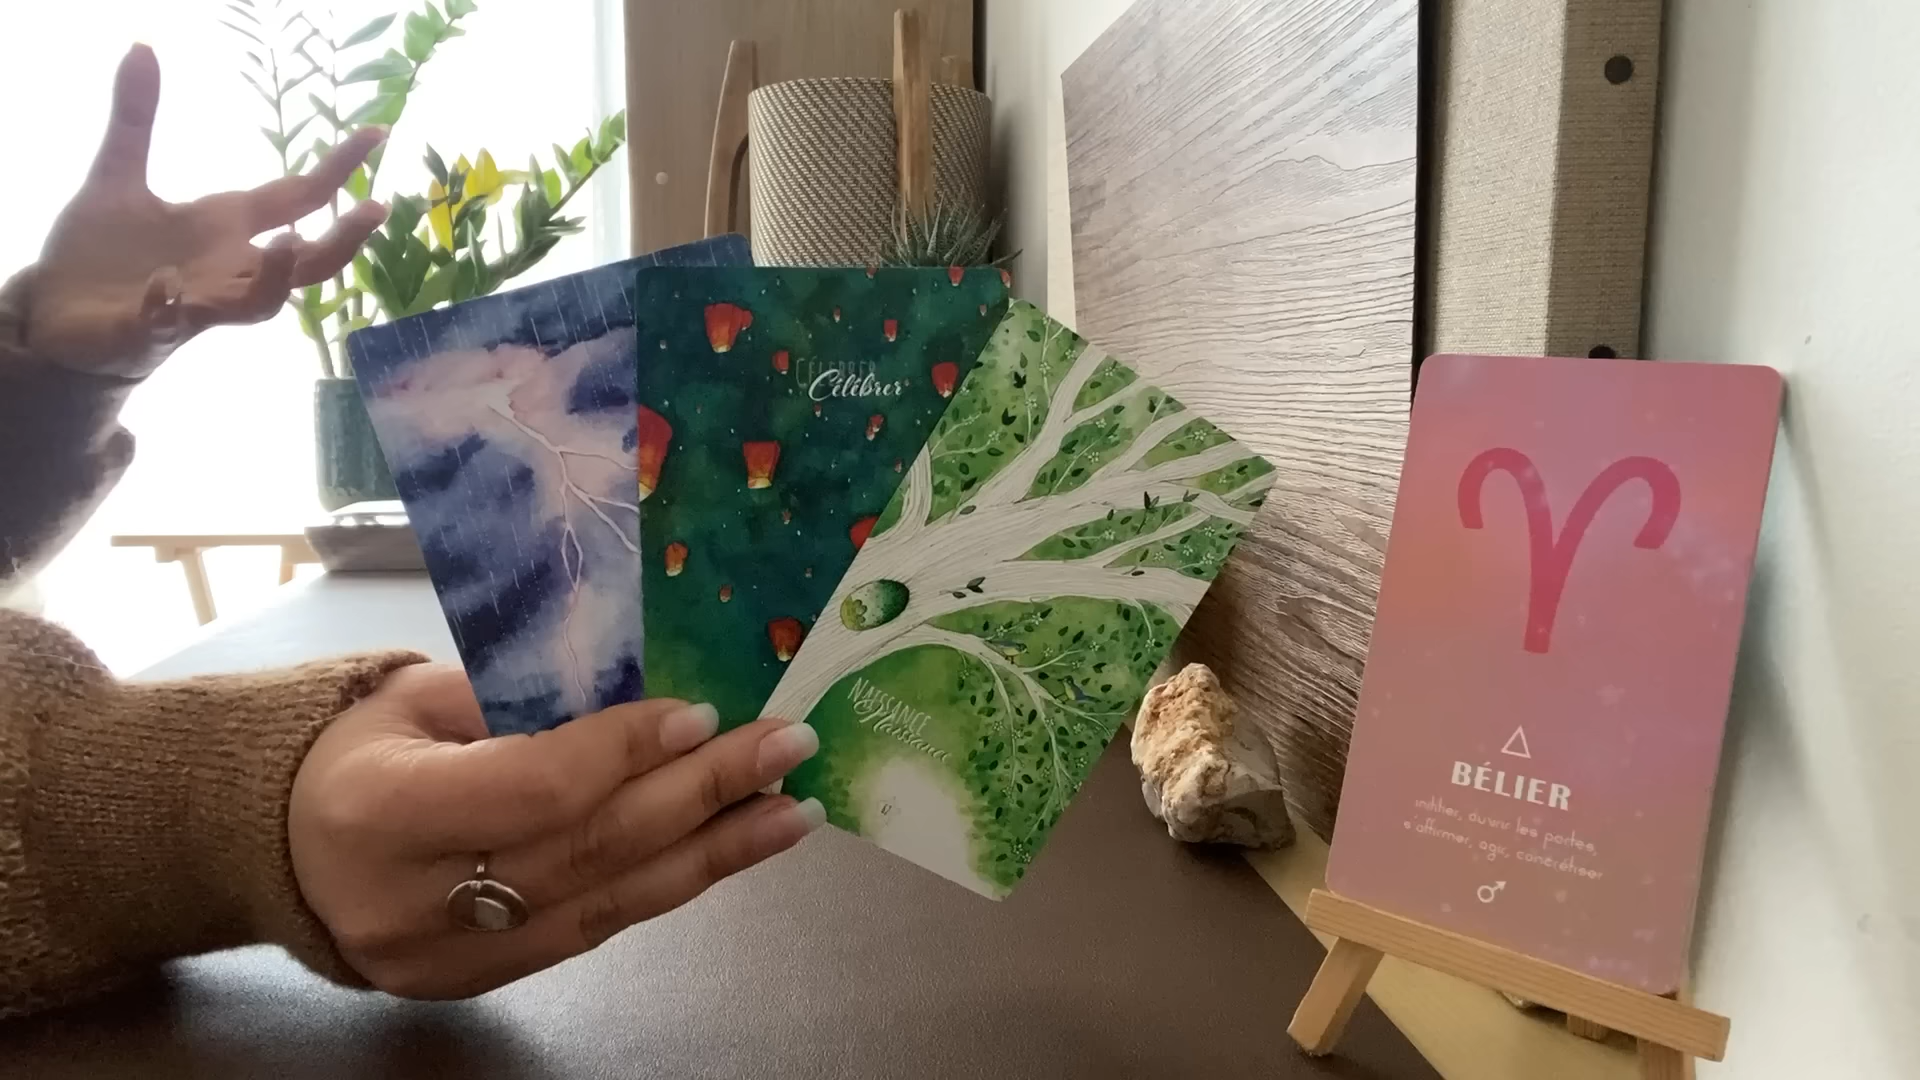 Célébrer
Célébrer
Naissance
Naissance
BÉLIER
initier, ouvrir les portes,
s'affirmer, agir, concrétiser